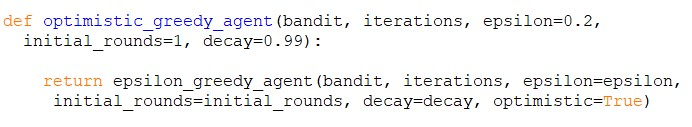 def optimistic_greedy_agent(bandit, iterations, epsilon=0.2,
initial_rounds=1, decay=0.99):
return epsilon_greedy_agent(bandit, iterations, epsilon=epsilon,
initial_rounds=initial_rounds, decay=decay, optimistic=True)